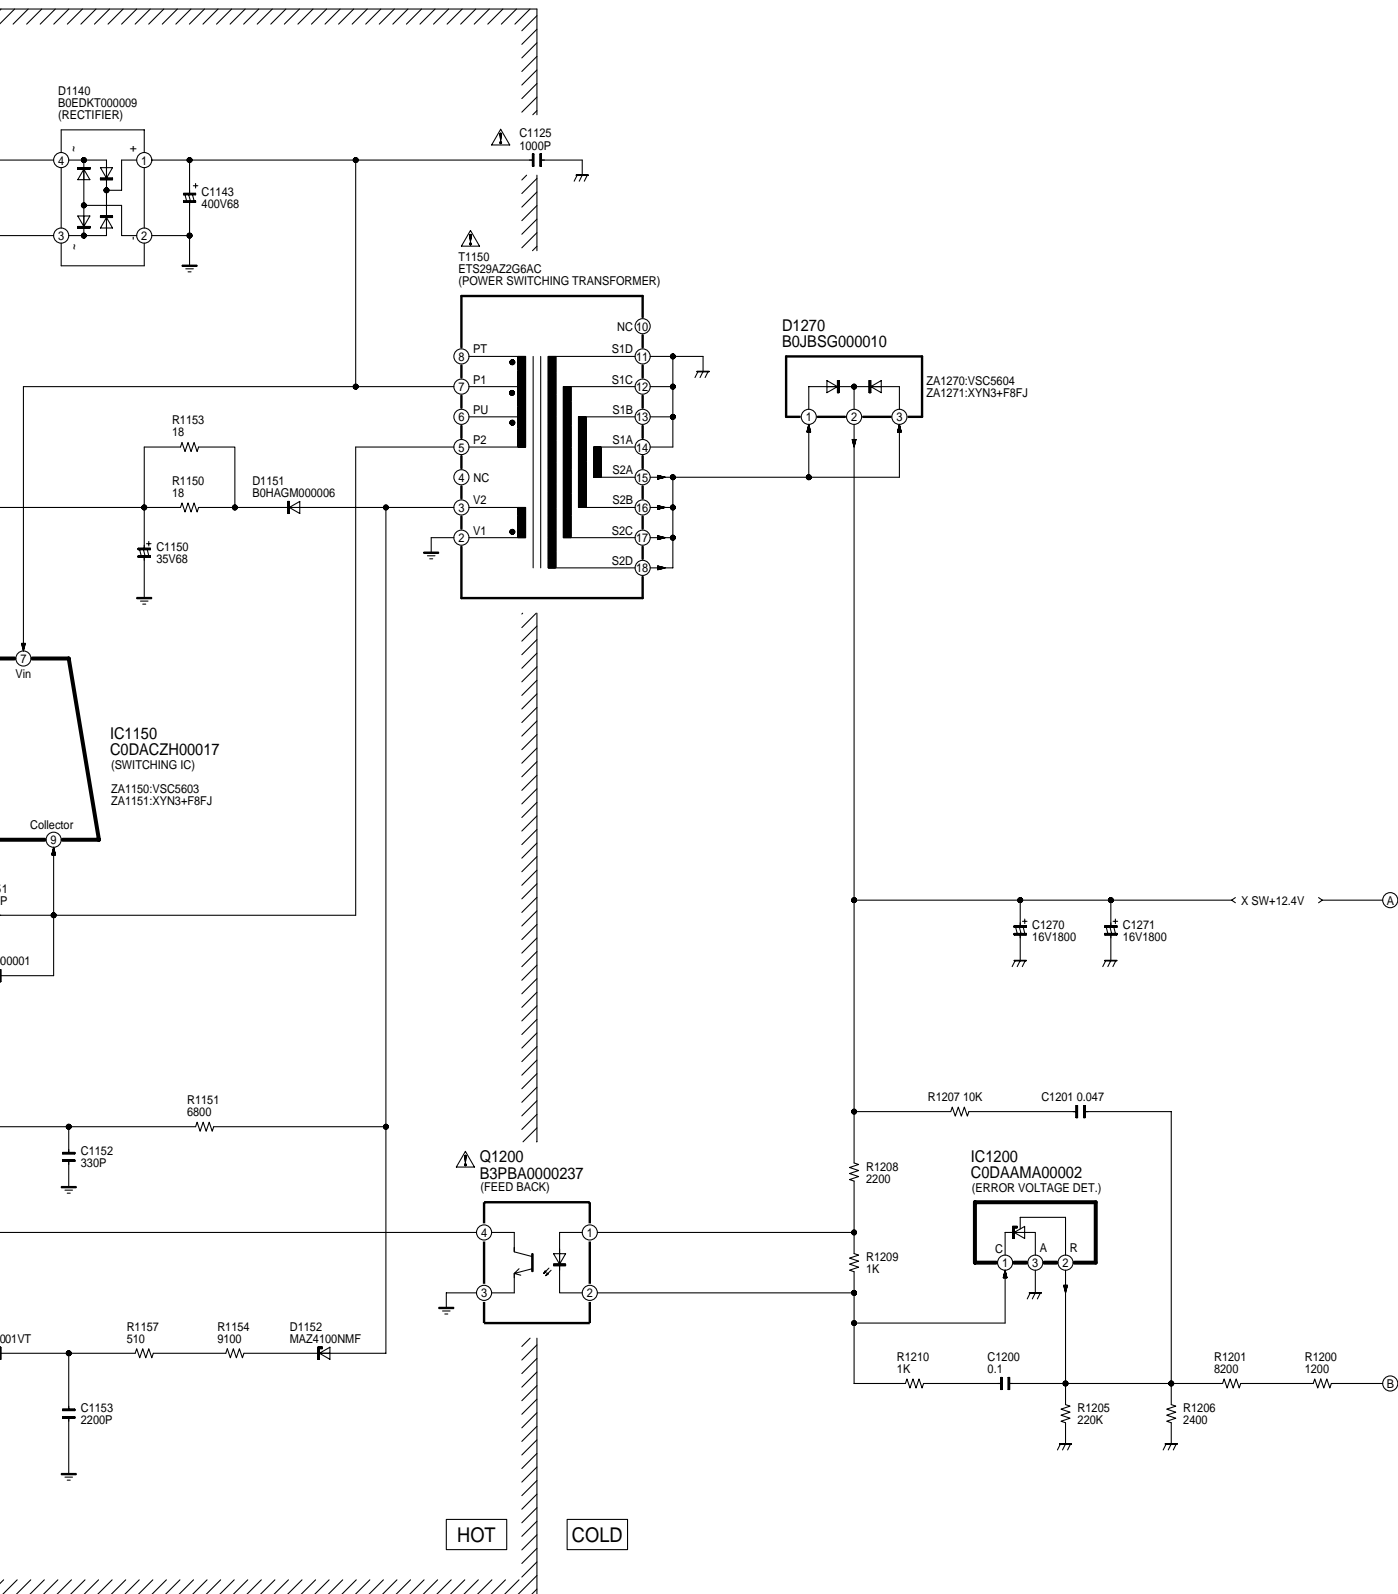 D1140
B0EDKT000009
(RECTIFIER)
4
~
+
1
3
~
-
2
+
C1143
400V68
C1125
1000P
T1150
ETS29AZ2G6AC
(POWER SWITCHING TRANSFORMER)
NC 10
8 PT
S1D 11
7 P1
S1C 12
6 PU
S1B 13
5 P2
S1A 14
4 NC
S2A 15
3 V2
S2B 16
2 V1
S2C 17
S2D 18
D1270
B0JBSG000010
1 2 3
ZA1270:VSC5604
ZA1271:XYN3+F8FJ
R1153
18
R1150
18
D1151
B0HAGM000006
+
C1150
35V68
7
Vin
IC1150
C0DACZH00017
(SWITCHING IC)
ZA1150:VSC5603
ZA1151:XYN3+F8FJ
Collector
9
P
00001
+
C1270
16V1800
+
C1271
16V1800
X SW+12.4V
A
R1151
6800
C1152
330P
Q1200
B3PBA0000237
(FEED BACK)
4
1
3
2
R1207 10K
C1201 0.047
R1208
2200
R1209
1K
IC1200
C0DAAMA00002
(ERROR VOLTAGE DET.)
C A R
1 3 2
001VT
R1157
510
R1154
9100
D1152
MAZ4100NMF
C1153
2200P
R1210
1K
C1200
0.1
R1201
8200
R1200
1200
B
R1205
220K
R1206
2400
HOT
COLD